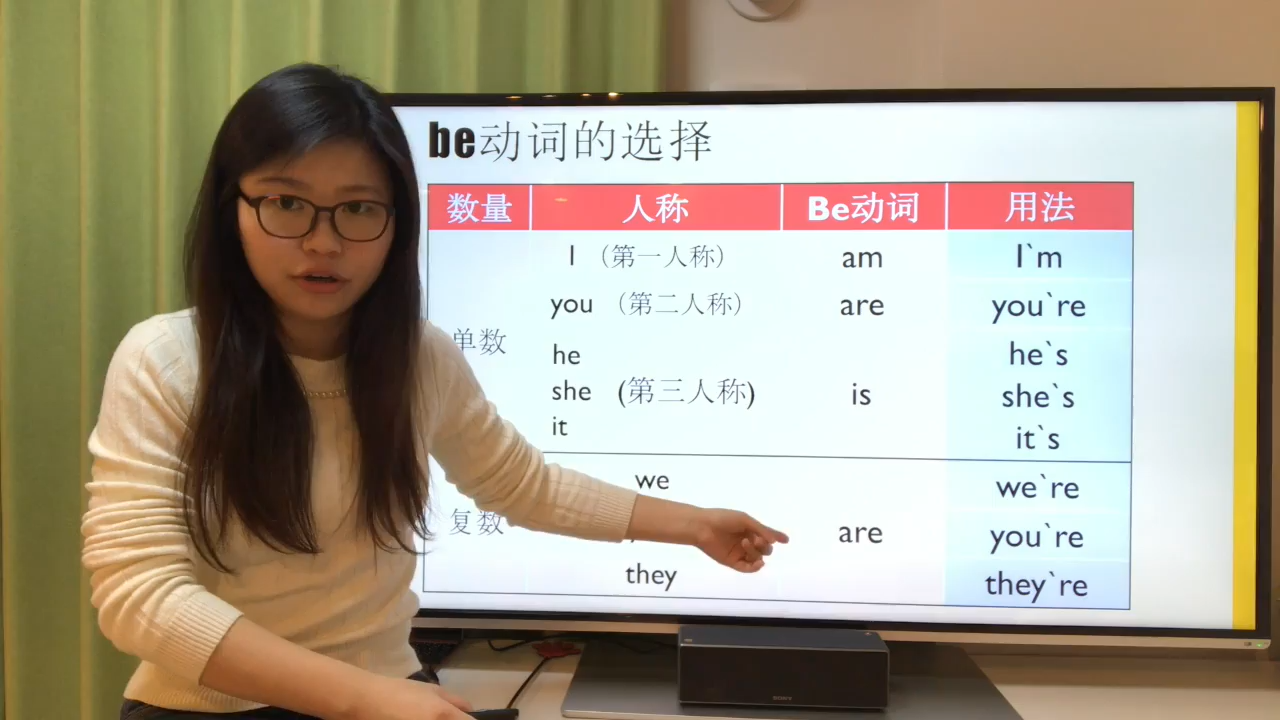 be动词的选择
数量 人称 Be动词 用法
I （第一人称） am I`m
you （第二人称） are you`re
单数
he he`s
she (第三人称) is she`s
it it`s
we we`re
复数 are you`re
they they`re
SONY